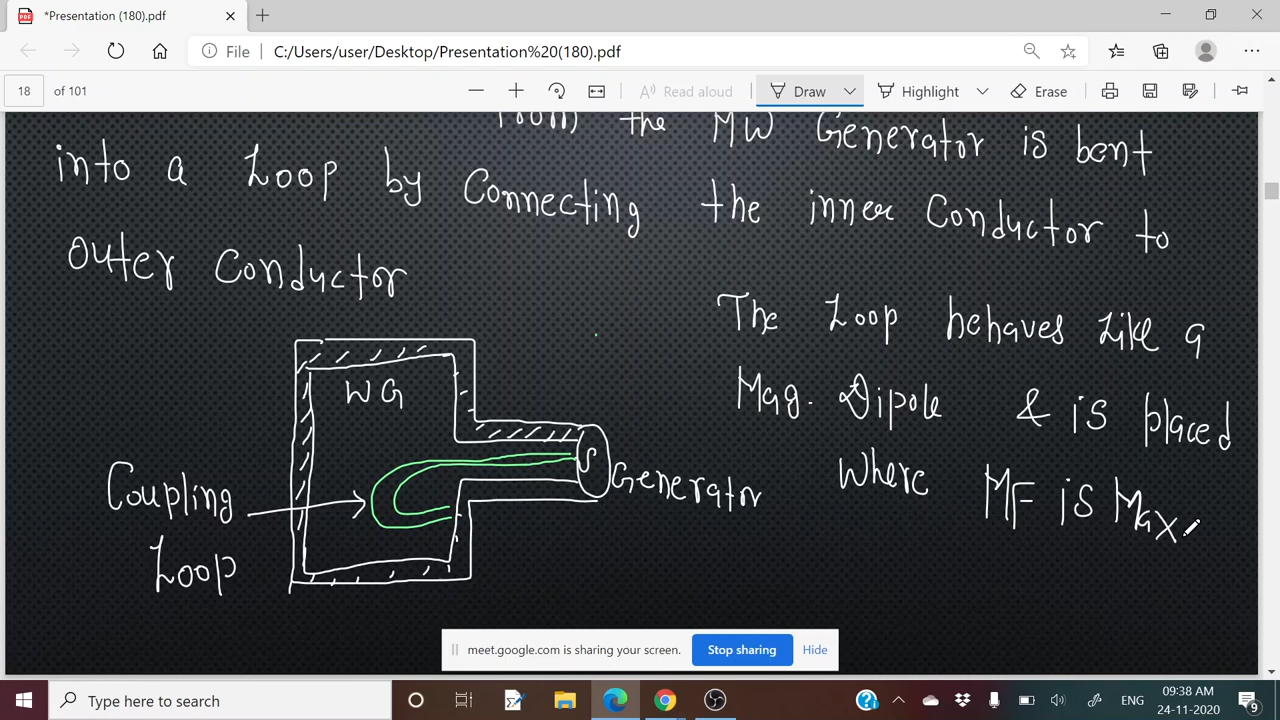 *Presentation (180).pdf
File C:/Users/user/Desktop/Presentation%20(180).pdf
18 of 101
Read aloud Draw Highlight Erase
from the MW Generator is bent
into a Loop by Connecting the inner Conductor to
outer Conductor
The Loop behaves like a
Mag. Dipole & is placed
where MF is Max
WG
Generator
Coupling
Loop
meet.google.com is sharing your screen. Stop sharing Hide
Type here to search
ENG
09:38 AM
24-11-2020
9